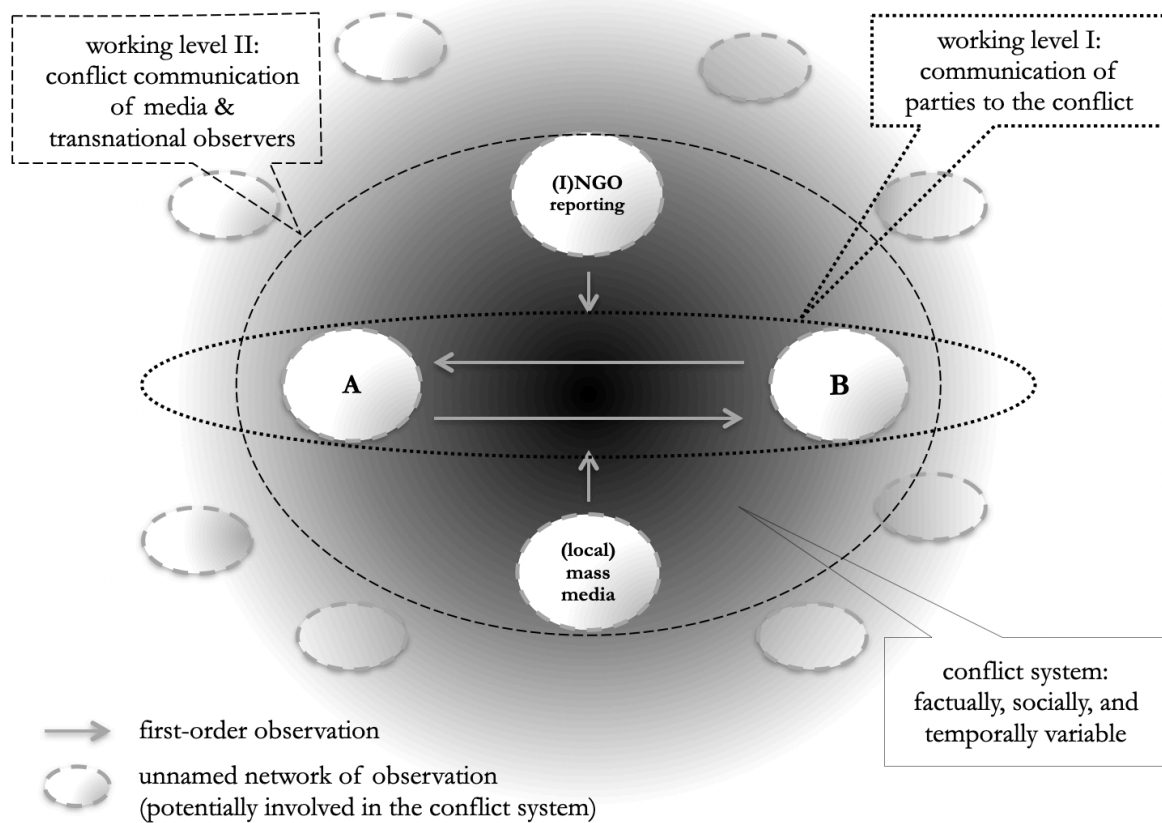 working level II:
conflict communication
of media &
transnational observers
working level I:
communication of
parties to the conflict
(I)NGO
reporting
A
B
(local)
mass
media
conflict system:
factually, socially, and
temporally variable
first-order observation
unnamed network of observation
(potentially involved in the conflict system)